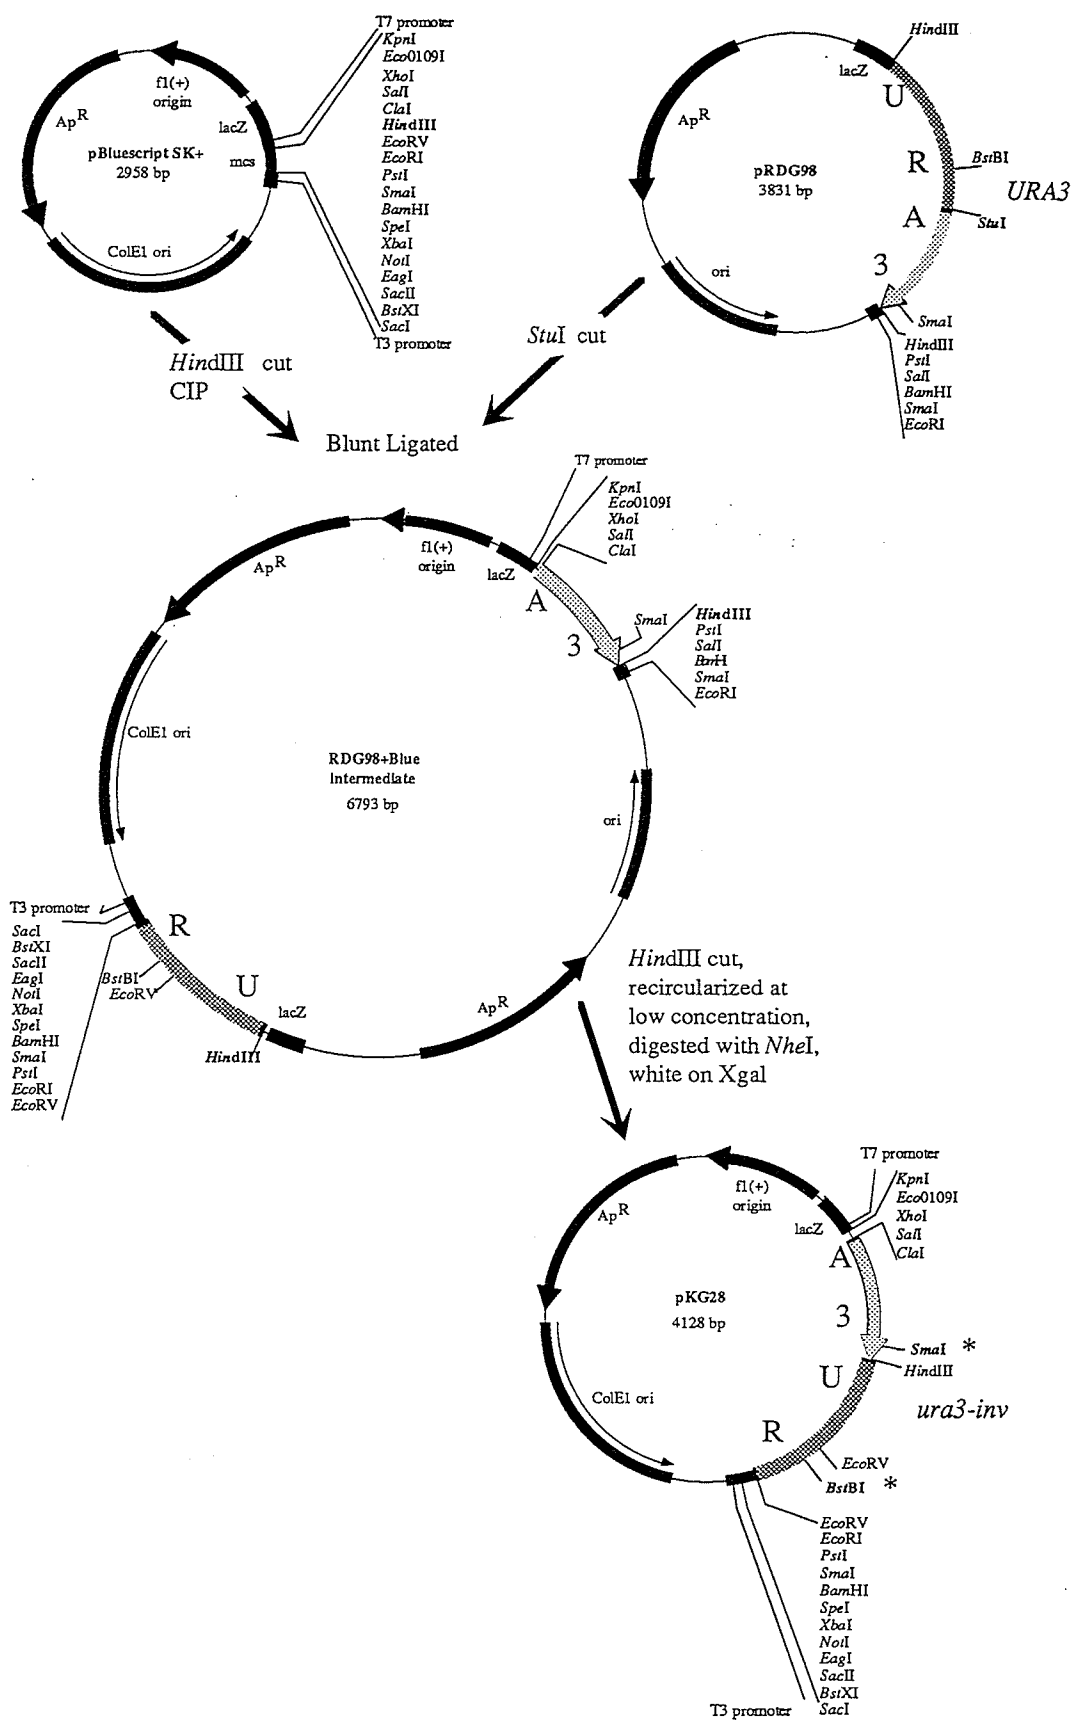 T7 promoter
KpnI
Eco0109I
XhoI
SalI
ClaI
HindIII
EcoRV
EcoRI
PstI
SmaI
BamHI
SpeI
XbaI
NotI
EagI
SacII
BstXI
SacI
T3 promoter
f1(+)
origin
ApR
lacZ
mcs
pBluescript SK+
2958 bp
ColE1 ori
HindIII
lacZ
U
ApR
R
BstBI
URA3
pRDG98
3831 bp
A
StuI
ori
3
SmaI
HindIII
PstI
SalI
BamHI
SmaI
EcoRI
HindIII cut
CIP
StuI cut
Blunt Ligated
T7 promoter
KpnI
Eco0109I
XhoI
SalI
ClaI
f1(+)
origin
lacZ
ApR
A
3
SmaI
HindIII
PstI
SalI
BamH
SmaI
EcoRI
ColE1 ori
RDG98+Blue
Intermediate
6793 bp
ori
T3 promoter
SacI
BstXI
SacII
EagI
NotI
XbaI
SpeI
BamHI
SmaI
PstI
EcoRI
EcoRV
R
BstBI
EcoRV
U
lacZ
HindIII
ApR
HindIII cut,
recircularized at
low concentration,
digested with NheI,
white on Xgal
T7 promoter
KpnI
Eco0109I
XhoI
SalI
ClaI
f1(+)
origin
lacZ
ApR
A
pKG28
4128 bp
3
SmaI *
HindIII
U
ura3-inv
ColE1 ori
R
EcoRV
BstBI *
EcoRV
EcoRI
PstI
SmaI
BamHI
SpeI
XbaI
NotI
EagI
SacII
BstXI
SacI
T3 promoter